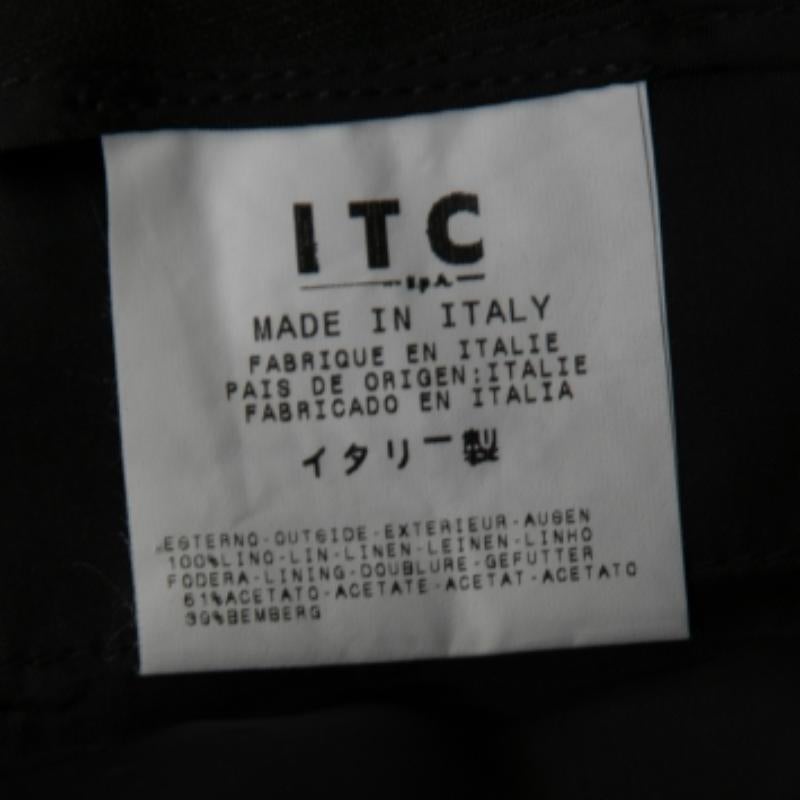 ITC
S.p.A.
MADE IN ITALY
FABRIQUE EN ITALIE
PAIS DE ORIGEN:ITALIE
FABRICADO EN ITALIA
イタリー製
ESTERNO-OUTSIDE-EXTERIEUR-AUSEN
100%LINO-LIN-LINEN-LEINEN-LINHO
FODERA-LINING-DOUBLURE-GEFUTTER
61%ACETATO-ACETATE-ACETAT-ACETATO
39%BEMBERG